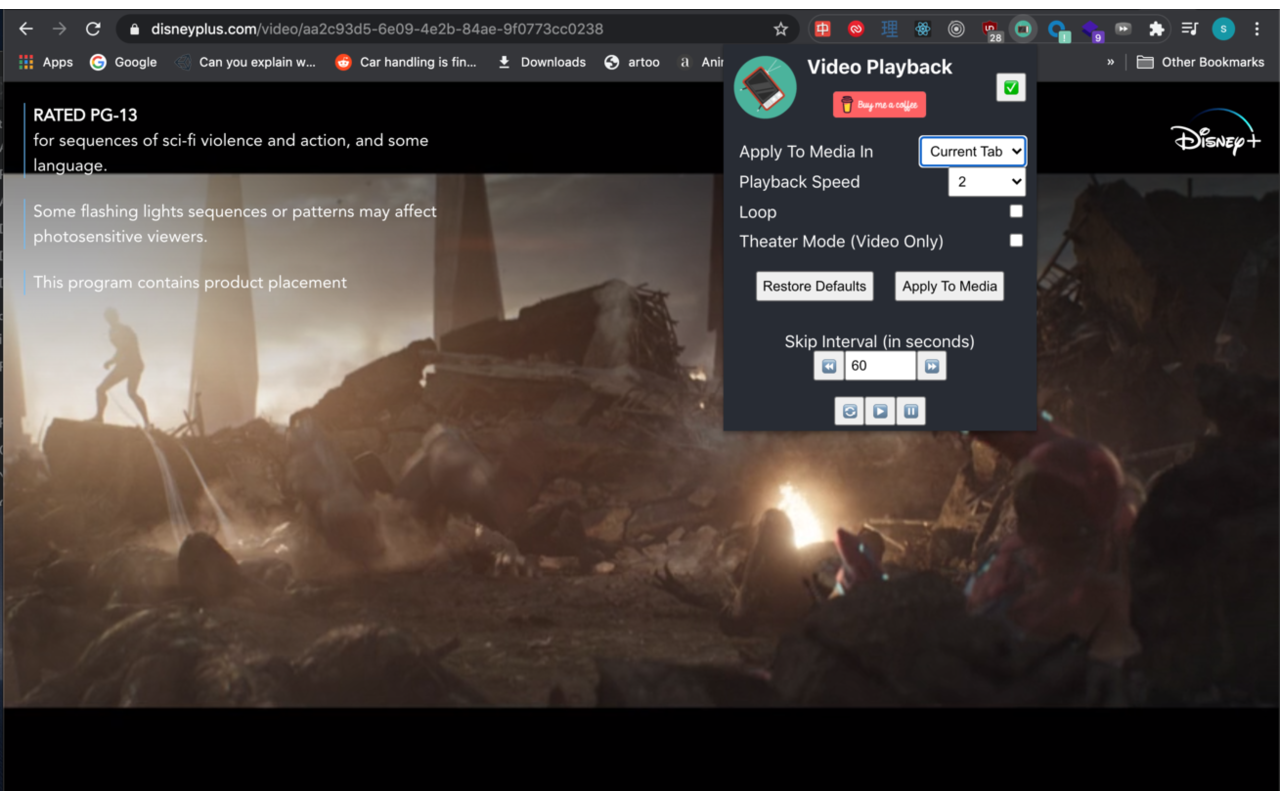 disneyplus.com/video/aa2c93d5-6e09-4e2b-84ae-9f0773cc0238
中
理
28
1
9
S
Apps
Google
Can you explain w...
Car handling is fin...
Downloads
artoo
a
Anir
»
Other Bookmarks
RATED PG-13
for sequences of sci-fi violence and action, and some
language.
Some flashing lights sequences or patterns may affect
photosensitive viewers.
This program contains product placement
Video Playback
Buy me a coffee
Apply To Media In
Current Tab
Playback Speed
2
Loop
Theater Mode (Video Only)
Restore Defaults
Apply To Media
Skip Interval (in seconds)
60
Disney+